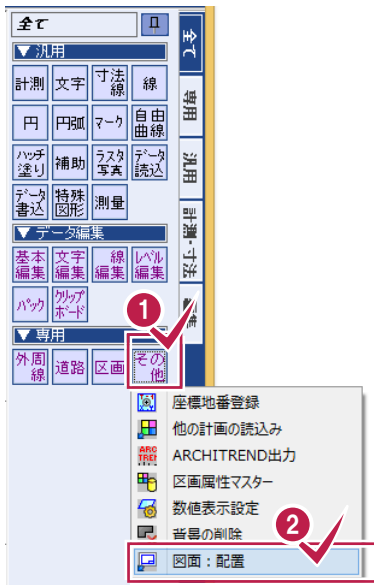 全て
▼汎用
計測 文字 寸法線 線
円 円弧 マーク 自由曲線
ハッチ塗り 補助 ラスタ写真 データ読込
データ書込 特殊図形 測量
▼データ編集
基本編集 文字編集 線編集 レベル編集
パック クリップボード
▼専用
外周線 道路 区画 その他
全て
専用
汎用
計測・寸法
1
座標地番登録
他の計画の読込み
ARCHITREND出力
区画属性マスター
数値表示設定
背景の削除
2
図面：配置